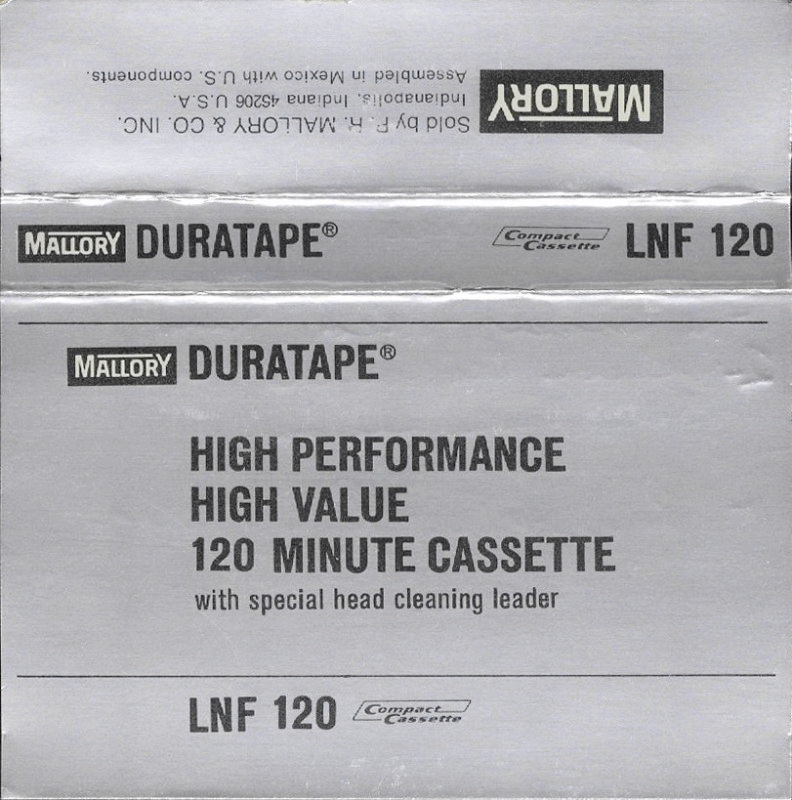 MALLORY
Sold by P. R. MALLORY & CO. INC.
Indianapolis, Indiana 46206 U.S.A.
Assembled in Mexico with U.S. components.
MALLORY DURATAPE® Compact Cassette LNF 120
MALLORY DURATAPE®
HIGH PERFORMANCE
HIGH VALUE
120 MINUTE CASSETTE
with special head cleaning leader
LNF 120 Compact Cassette